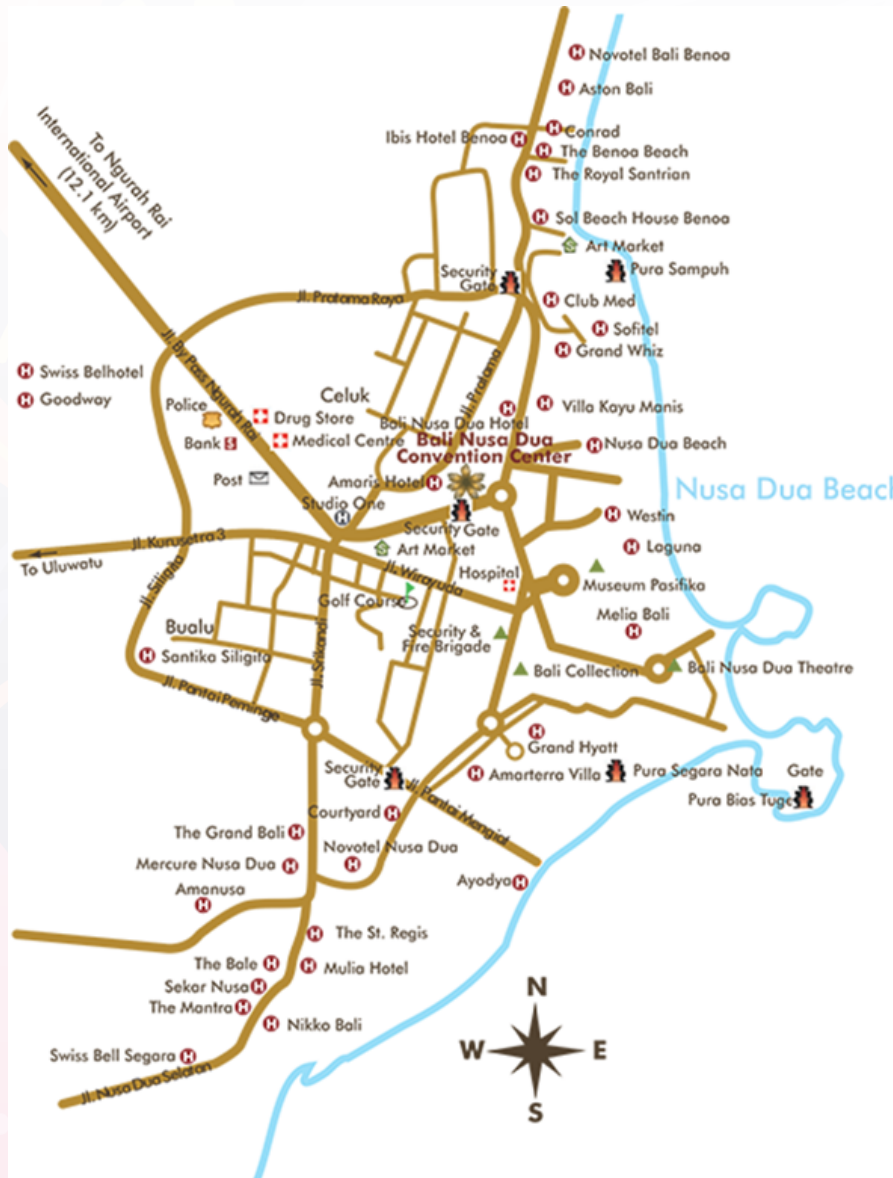 Novotel Bali Benoa
Aston Bali
Conrad
Ibis Hotel Benoa
The Benoa Beach
The Royal Santrian
To Ngurah Rai
International Airport
(12.1 km)
Sol Beach House Benoa
Art Market
Pura Sampuh
Security
Gate
Jl. Pratama Raya
Club Med
Sofitel
Grand Whiz
Jl. By Pass Ngurah Rai
Jl. Pratama
Swiss Belhotel
Goodway
Celuk
Police
Drug Store
Villa Kayu Manis
Bali Nusa Dua Hotel
Bank
Medical Centre
Bali Nusa Dua
Convention Center
Nusa Dua Beach
Post
Amaris Hotel
Nusa Dua Beach
Studio One
Security Gate
Westin
Jl. Kurusetra 3
Art Market
Laguna
To Uluwatu
Jl. Wirayuda
Hospital
Museum Pasifika
Jl. Siligita
Golf Course
Melia Bali
Bualu
Security &
Fire Brigade
Santika Siligita
Jl. Srikandi
Bali Collection
Bali Nusa Dua Theatre
Jl. Pantai Peminge
Grand Hyatt
Security
Gate
Amarterra Villa
Pura Segara Nata
Gate
Jl. Pantai Mengiat
Pura Bias Tugel
Courtyard
The Grand Bali
Novotel Nusa Dua
Mercure Nusa Dua
Amanusa
Ayodya
The St. Regis
The Bale
Mulia Hotel
Sekar Nusa
The Mantra
Nikko Bali
Swiss Bell Segara
Jl. Nusa Dua Selatan
N
W E
S